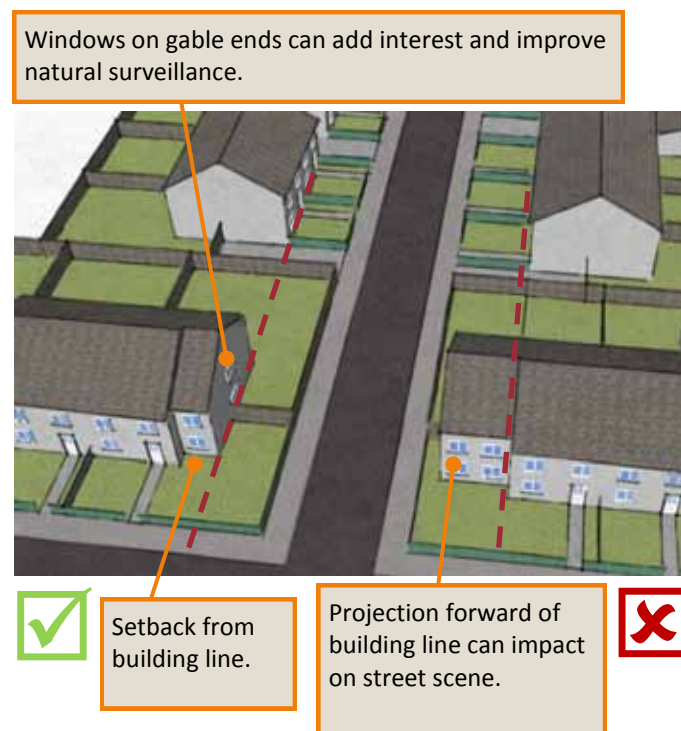 Windows on gable ends can add interest and improve
natural surveillance.
Setback from
building line.
Projection forward of
building line can impact
on street scene.